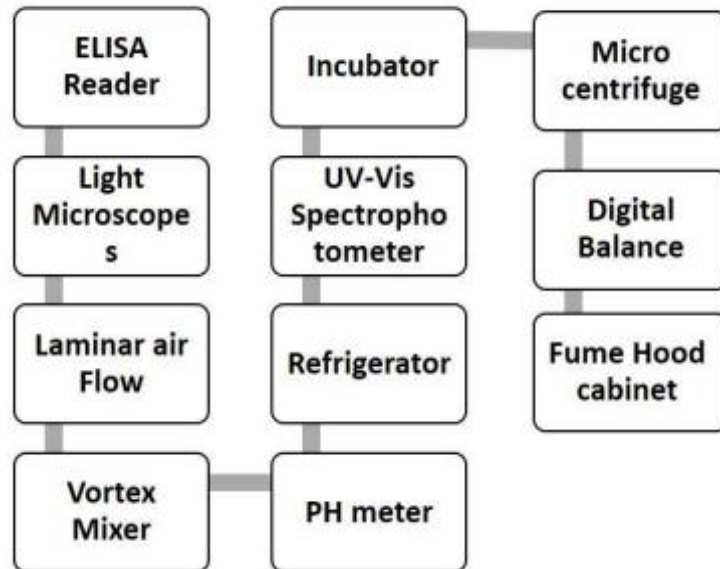 ELISA
Reader
Light
Microscope
s
Laminar air
Flow
Vortex
Mixer
PH meter
Refrigerator
UV-Vis
Spectropho
tometer
Incubator
Micro
centrifuge
Digital
Balance
Fume Hood
cabinet